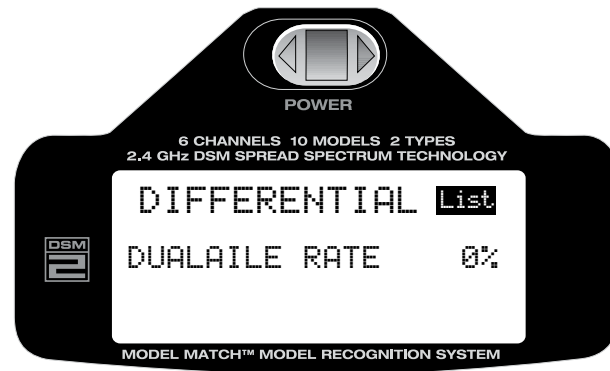 POWER
6 CHANNELS 10 MODELS 2 TYPES
2.4 GHz DSM SPREAD SPECTRUM TECHNOLOGY
DIFFERENTIAL List
DSM
2
DUALAILE RATE 0%
MODEL MATCH™ MODEL RECOGNITION SYSTEM